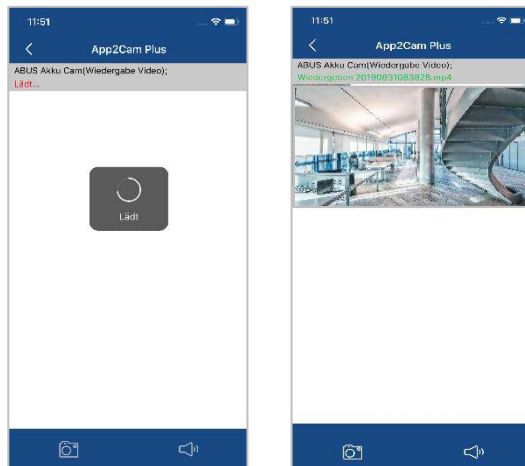 11:51
App2Cam Plus
ABUS Akku Cam(Wiedergabe Video);
Lädt...
Lädt
11:51
App2Cam Plus
ABUS Akku Cam(Wiedergabe Video);
Wiedergeben 20190831083828.mp4